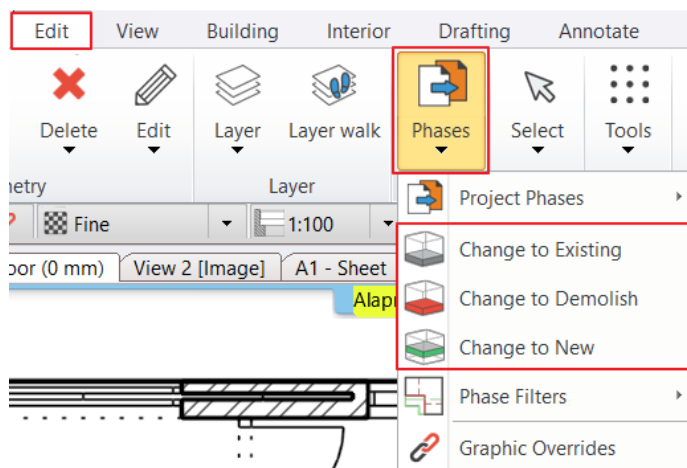 Edit View Building Interior Drafting Annotate
Delete Edit Layer Layer walk Phases Select Tools
etry Layer
Project Phases
Fine 1:100
Change to Existing
oor (0 mm) View 2 [Image] A1 - Sheet
Change to Demolish
Alap
Change to New
Phase Filters
Graphic Overrides